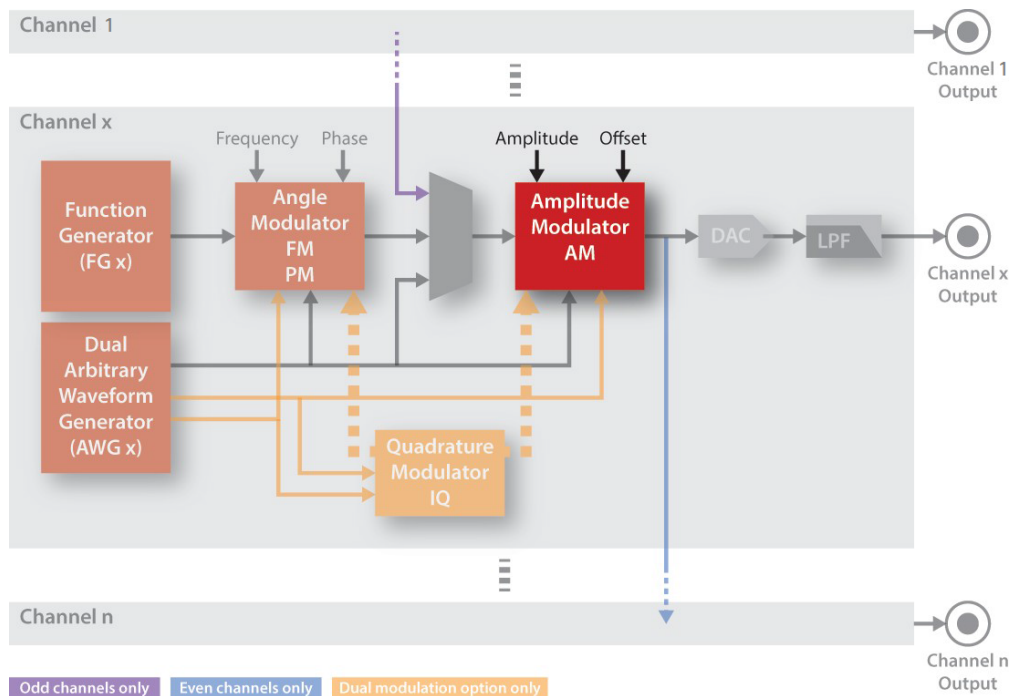 Channel 1
Channel 1
Output
Channel x
Frequency Phase
Amplitude Offset
Function
Generator
(FG x)
Angle
Modulator
FM
PM
Amplitude
Modulator
AM
DAC
LPF
Channel x
Output
Dual
Arbitrary
Waveform
Generator
(AWG x)
Quadrature
Modulator
IQ
Channel n
Channel n
Output
Odd channels only
Even channels only
Dual modulation option only